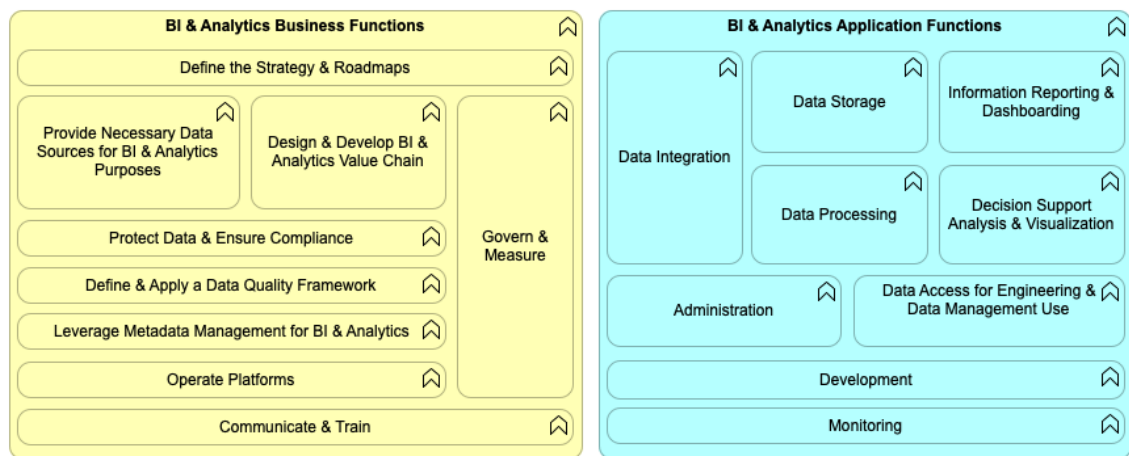 BI & Analytics Business Functions
Define the Strategy & Roadmaps
Provide Necessary Data
Sources for BI & Analytics
Purposes
Design & Develop BI &
Analytics Value Chain
Govern &
Measure
Protect Data & Ensure Compliance
Define & Apply a Data Quality Framework
Leverage Metadata Management for BI & Analytics
Operate Platforms
Communicate & Train
BI & Analytics Application Functions
Data Integration
Data Storage
Information Reporting &
Dashboarding
Data Processing
Decision Support
Analysis & Visualization
Administration
Data Access for Engineering &
Data Management Use
Development
Monitoring